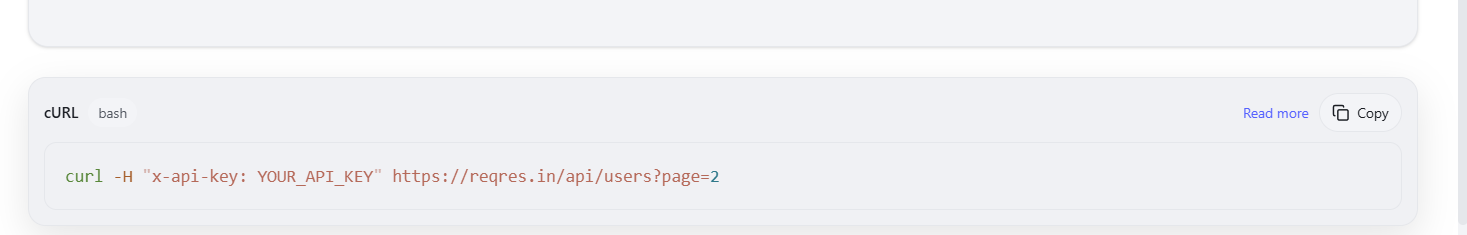 cURL bash Read more Copy
curl -H "x-api-key: YOUR_API_KEY" https://reqres.in/api/users?page=2